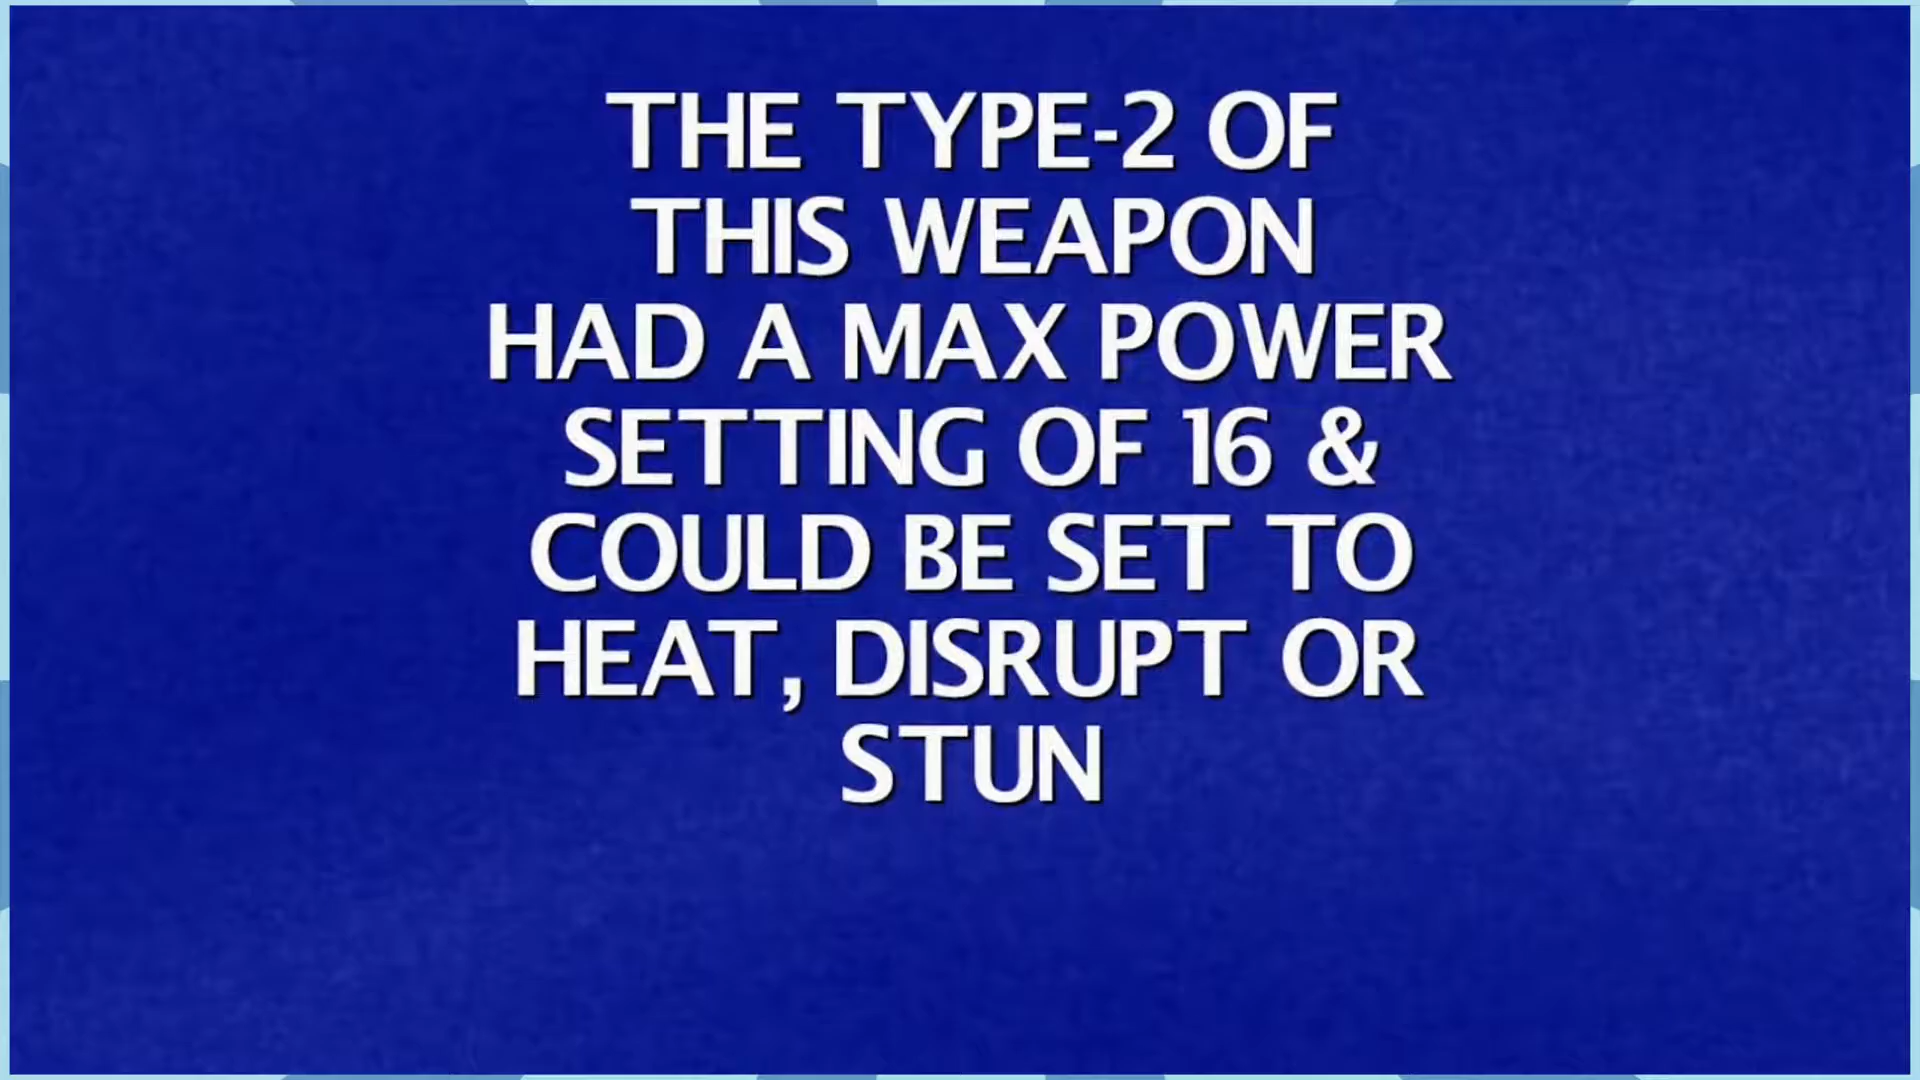 THE TYPE-2 OF
THIS WEAPON
HAD A MAX POWER
SETTING OF 16 &
COULD BE SET TO
HEAT, DISRUPT OR
STUN